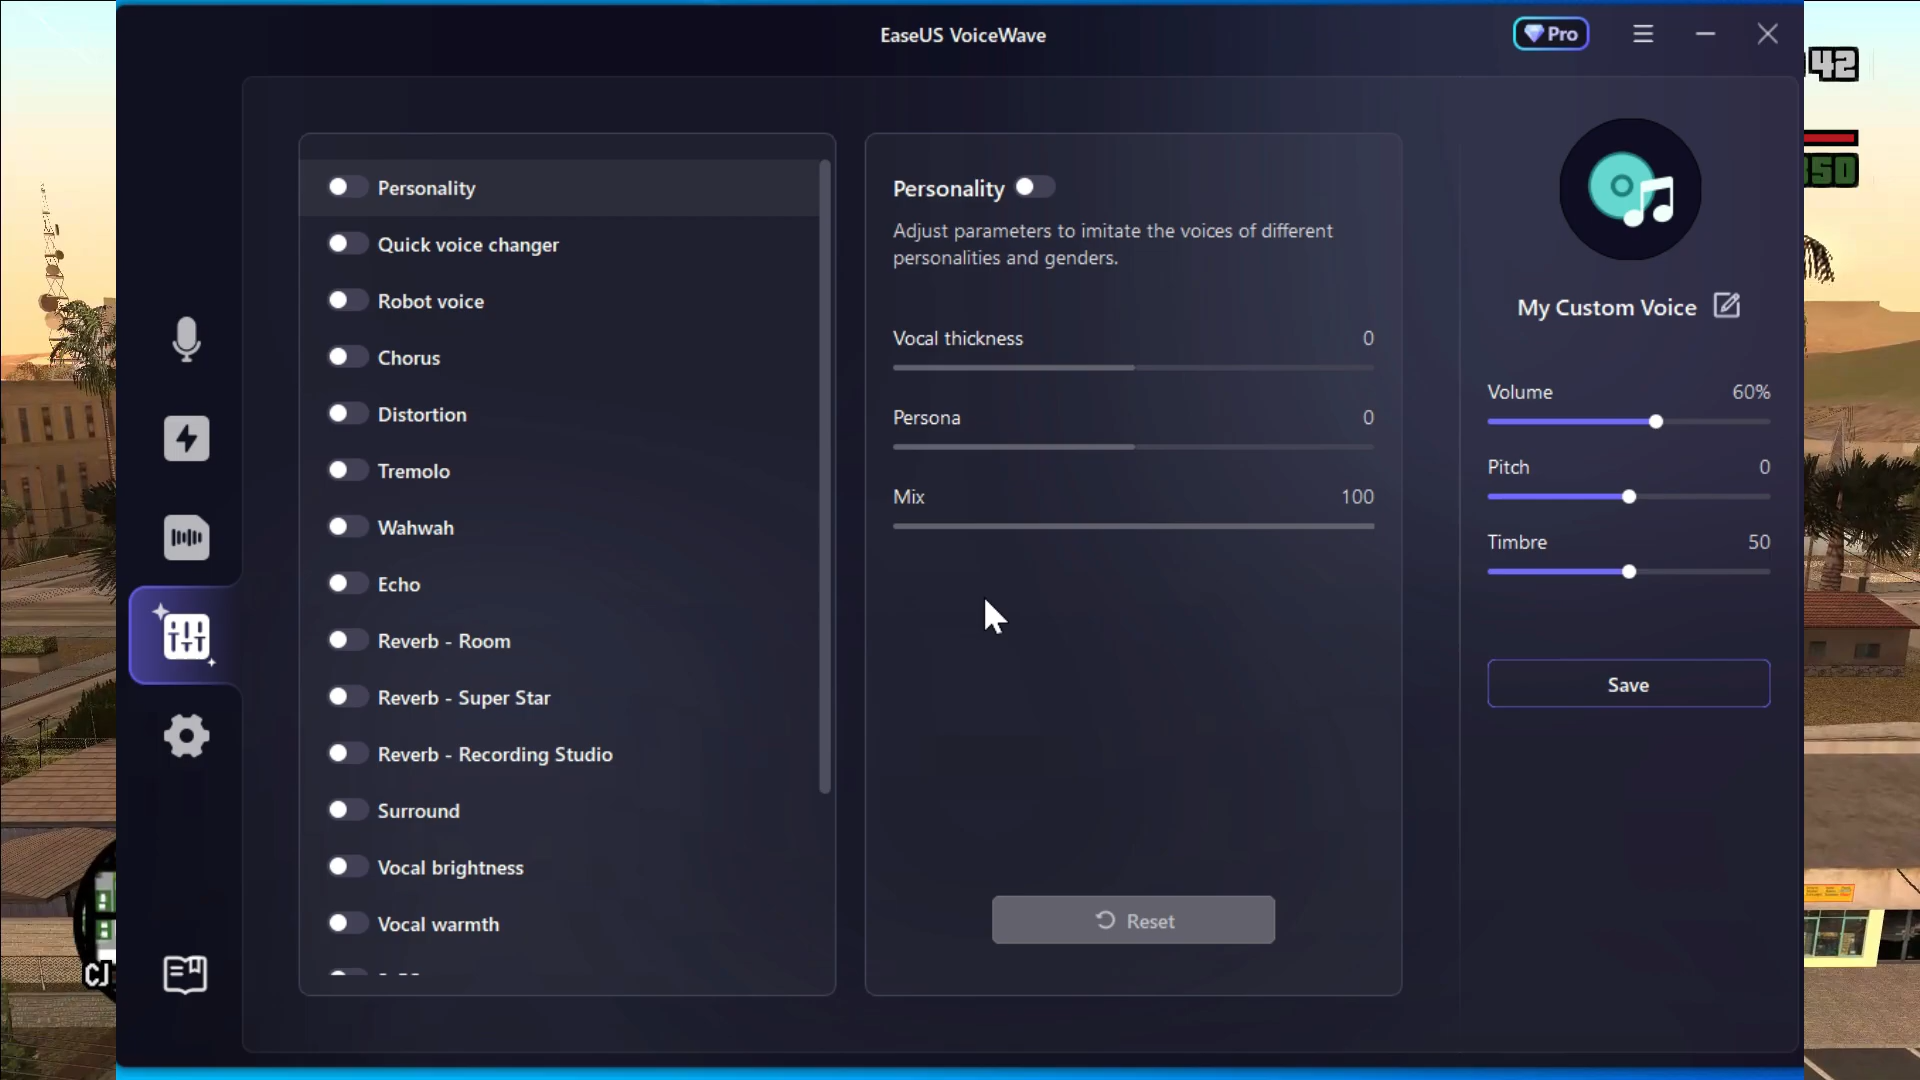 EaseUS VoiceWave
Pro
Personality
Quick voice changer
Robot voice
Chorus
Distortion
Tremolo
Wahwah
Echo
Reverb - Room
Reverb - Super Star
Reverb - Recording Studio
Surround
Vocal brightness
Vocal warmth
Personality
Adjust parameters to imitate the voices of different
personalities and genders.
Vocal thickness 0
Persona 0
Mix 100
Reset
My Custom Voice
Volume 60%
Pitch 0
Timbre 50
Save
42
350
CJ